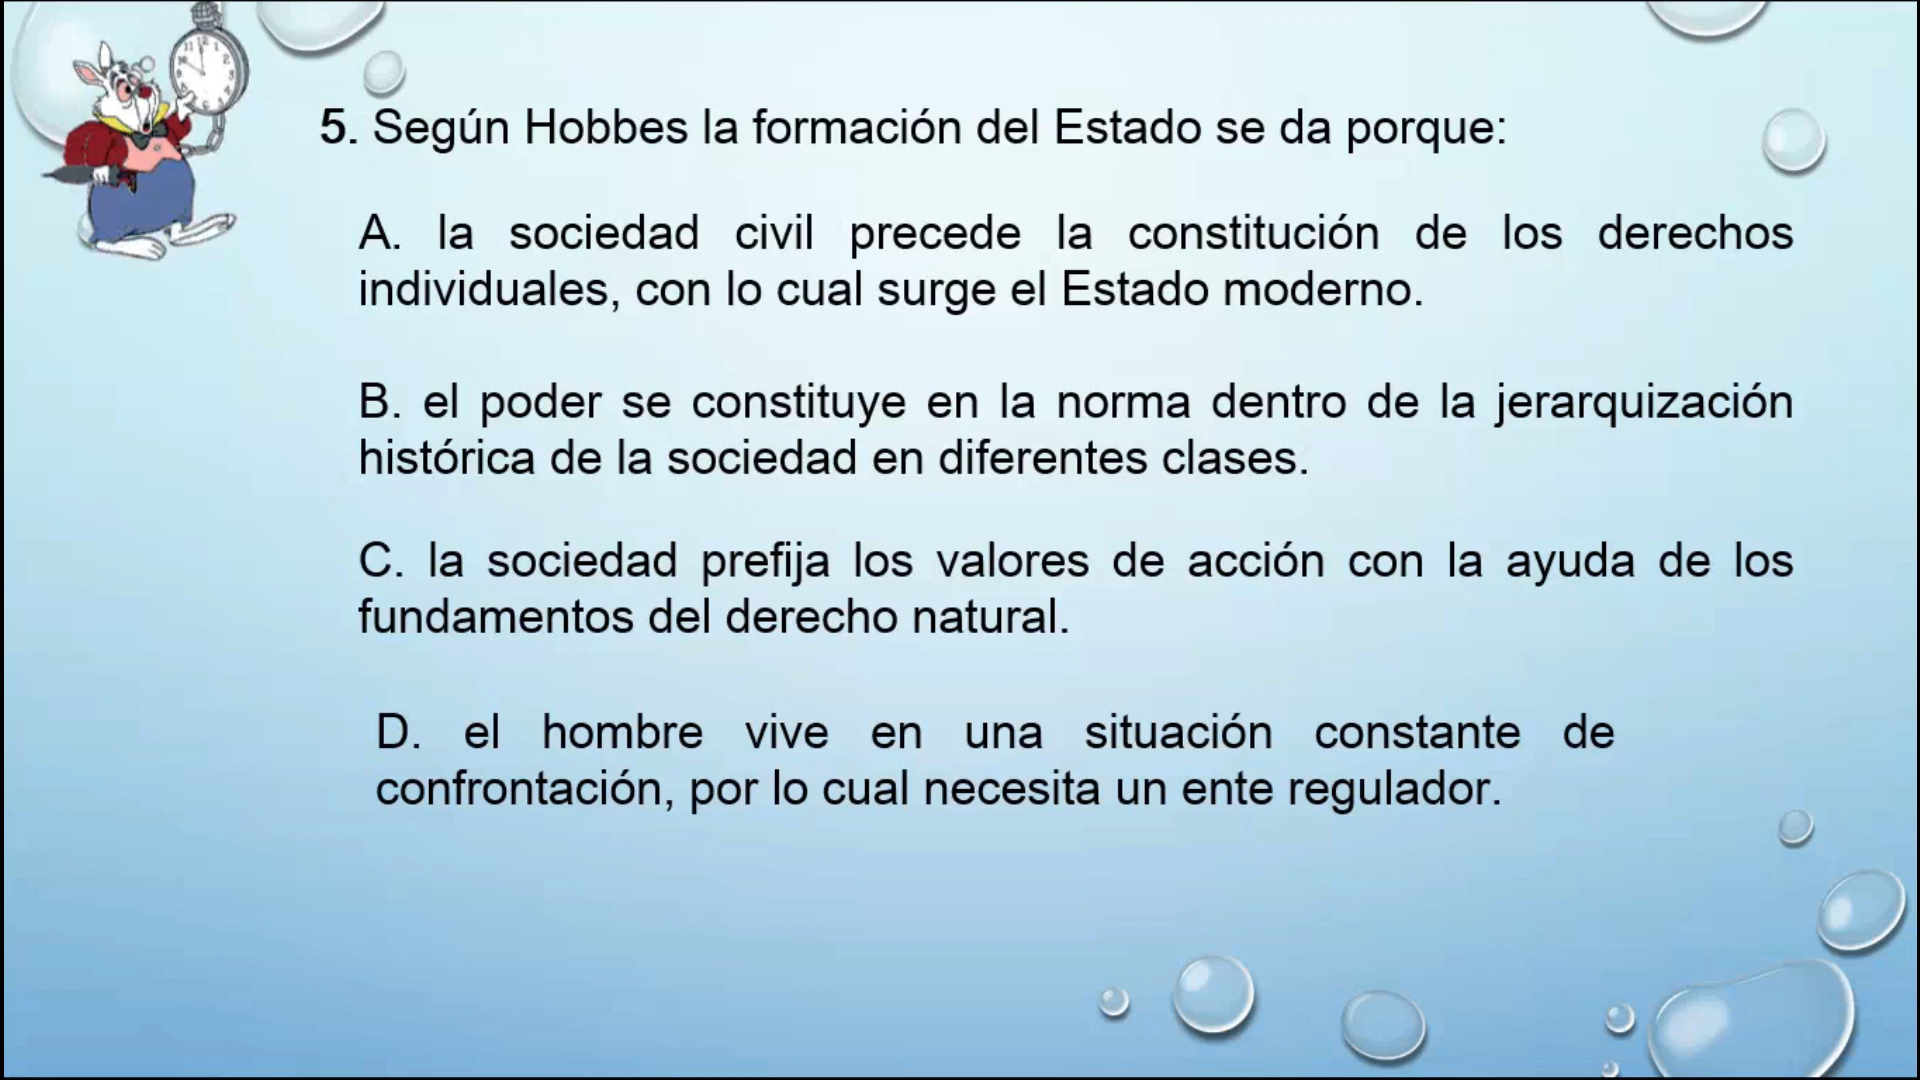 5. Según Hobbes la formación del Estado se da porque:
A. la sociedad civil precede la constitución de los derechos
individuales, con lo cual surge el Estado moderno.
B. el poder se constituye en la norma dentro de la jerarquización
histórica de la sociedad en diferentes clases.
C. la sociedad prefija los valores de acción con la ayuda de los
fundamentos del derecho natural.
D. el hombre vive en una situación constante de
confrontación, por lo cual necesita un ente regulador.